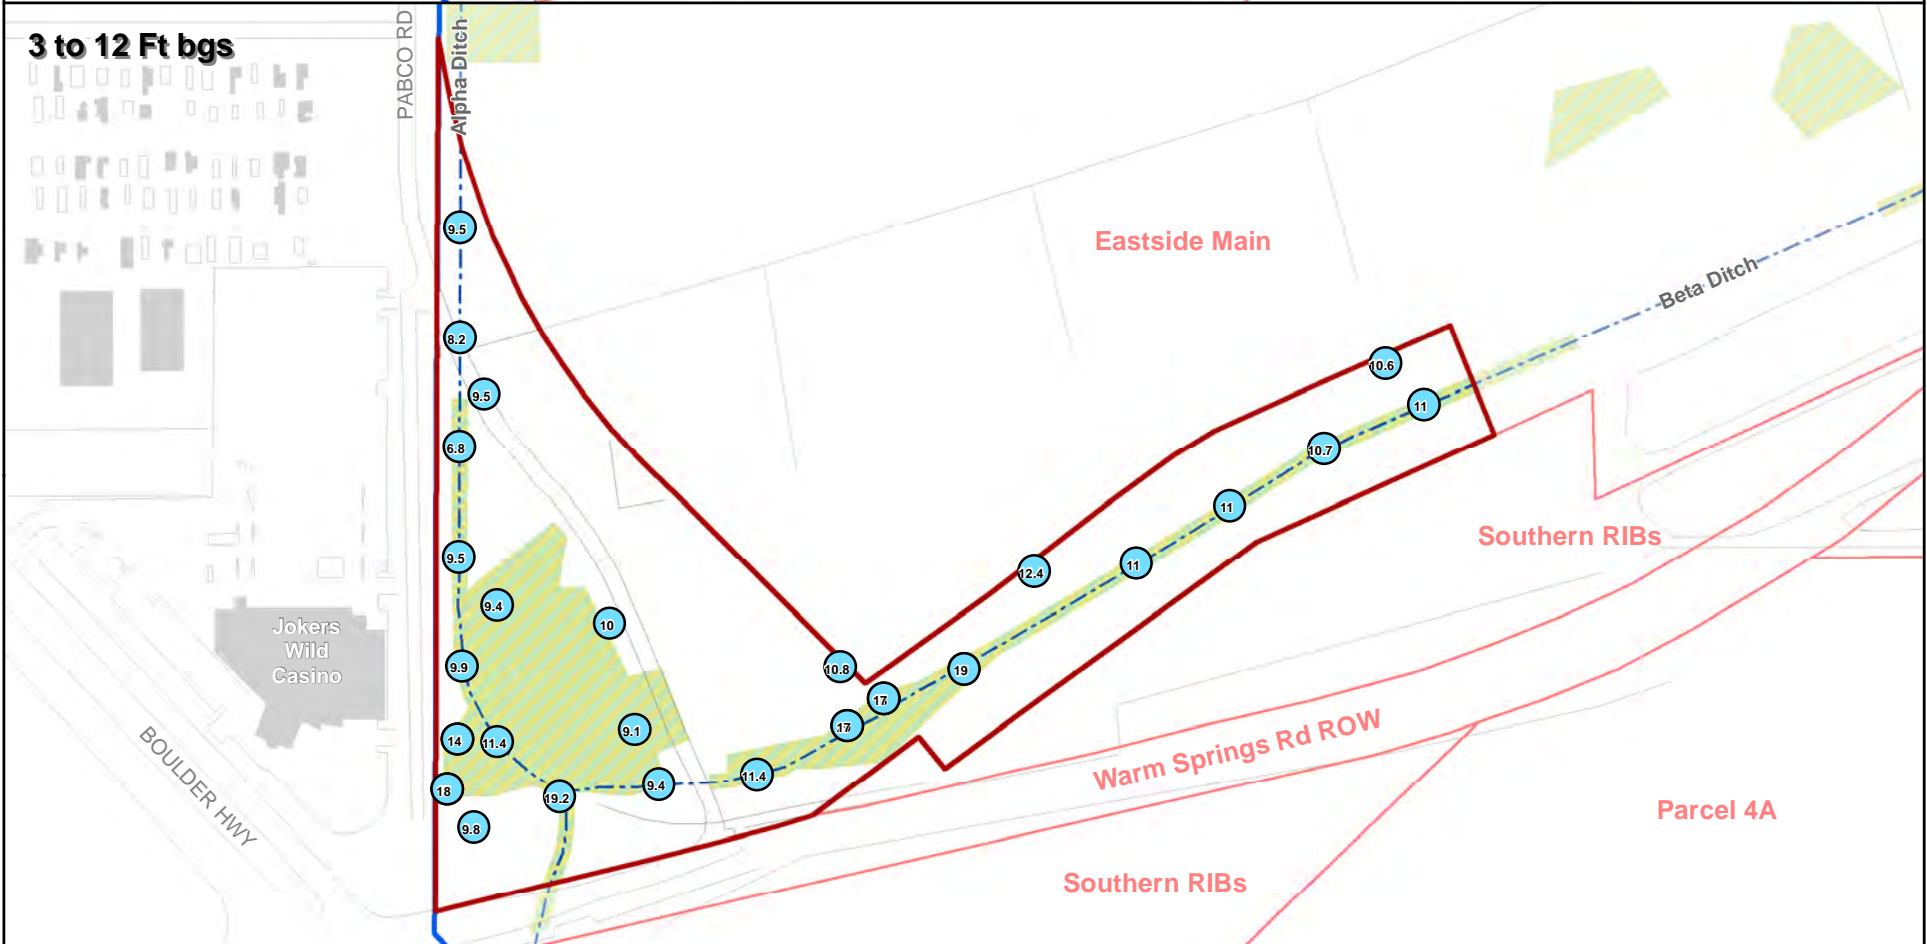 3 to 12 Ft bgs
PABCO RD
Alpha Ditch
9.5
Eastside Main
Beta Ditch
8.2
10.6
9.5
11
6.8
10.7
11
Southern RIBs
9.5
11
12.4
9.4
10
Jokers
Wild
Casino
9.9
10.8
19
17
17
9.1
14
11.4
BOULDER HWY
Warm Springs Rd ROW
11.4
9.4
18
19.2
Parcel 4A
9.8
Southern RIBs